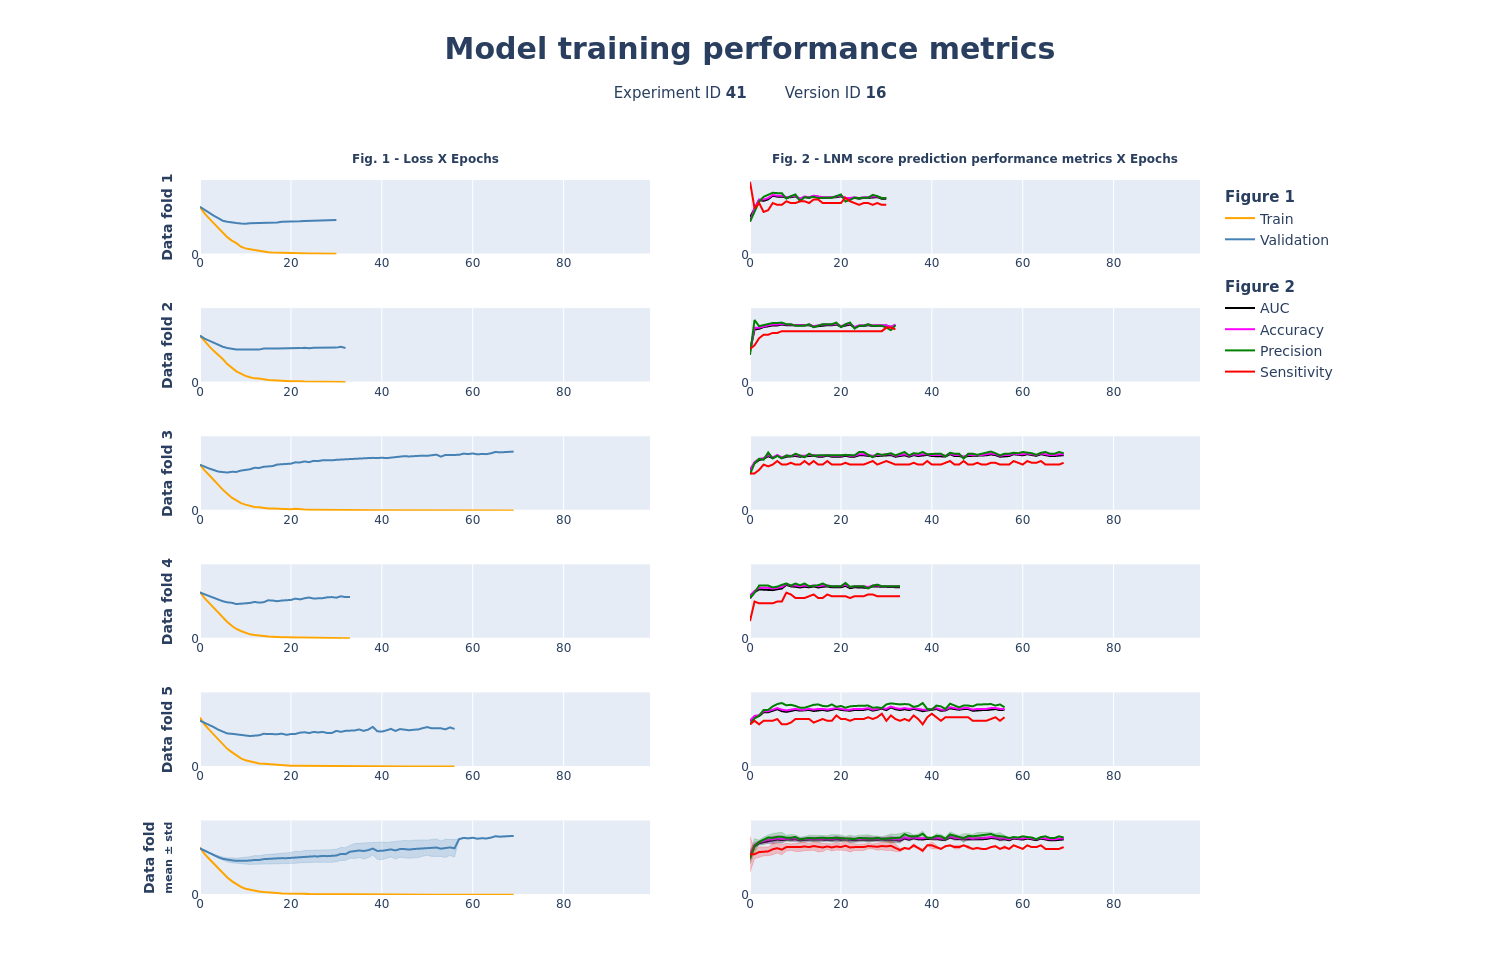 Model training performance metrics
Experiment ID 41 Version ID 16
Fig. 1 - Loss X Epochs
Fig. 2 - LNM score prediction performance metrics X Epochs
Data fold 1
0
0 20 40 60 80
0
0 20 40 60 80
Figure 1
Train
Validation
Figure 2
AUC
Accuracy
Precision
Sensitivity
Data fold 2
0
0 20 40 60 80
0
0 20 40 60 80
Data fold 3
0
0 20 40 60 80
0
0 20 40 60 80
Data fold 4
0
0 20 40 60 80
0
0 20 40 60 80
Data fold 5
0
0 20 40 60 80
0
0 20 40 60 80
Data fold
mean ± std
0
0 20 40 60 80
0
0 20 40 60 80